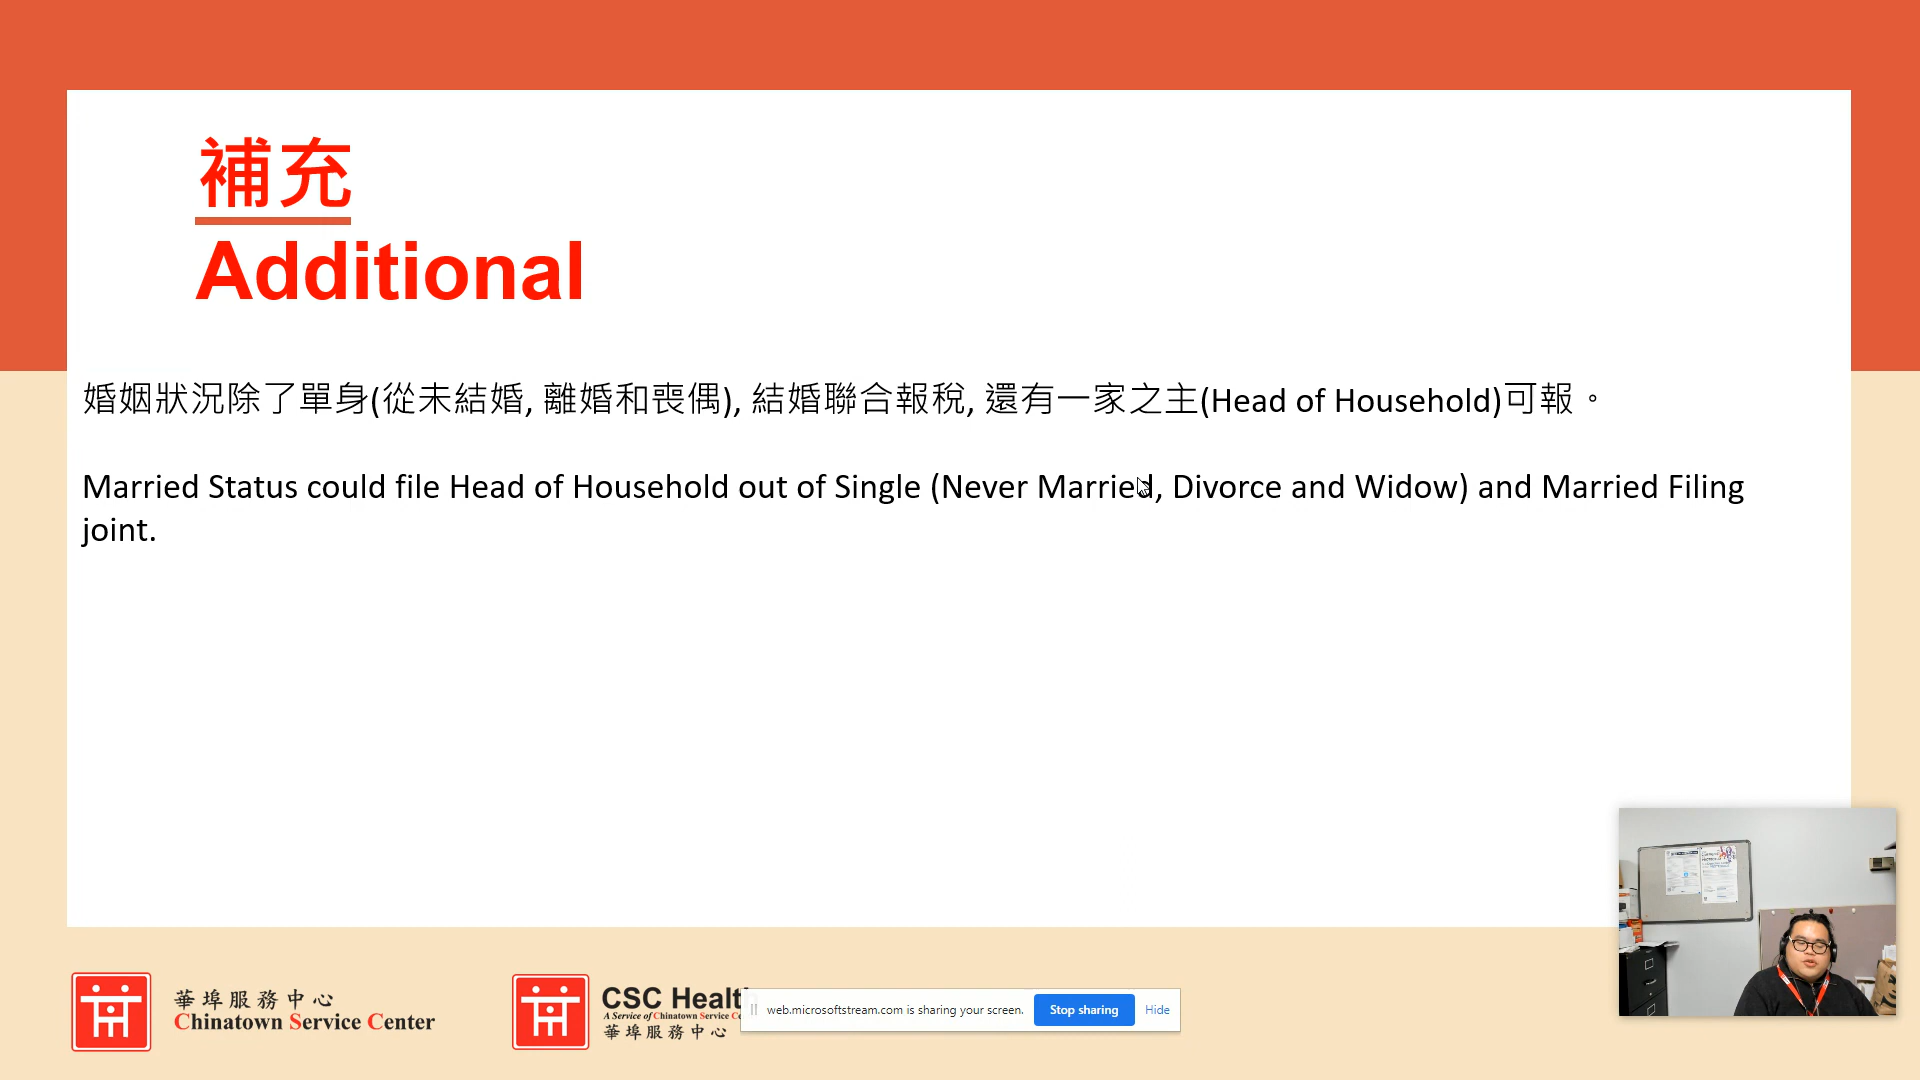 補充
Additional
婚姻狀況除了單身(從未結婚, 離婚和喪偶), 結婚聯合報稅, 還有一家之主(Head of Household)可報。
Married Status could file Head of Household out of Single (Never Married, Divorce and Widow) and Married Filing
joint.
華埠服務中心
Chinatown Service Center
CSC Healt
A Service of Chinatown Service Ce
華埠服務中心
web.microsoftstream.com is sharing your screen.
Stop sharing
Hide